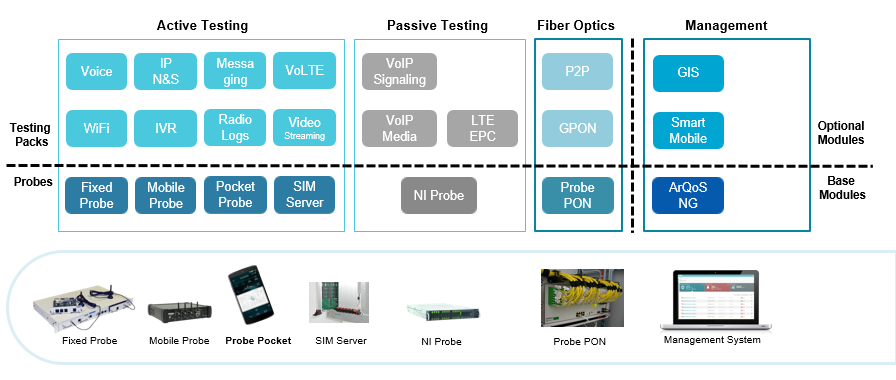 Active Testing
Passive Testing
Fiber Optics
Management
Voice
IP
N&S
Messa
ging
VoLTE
VoIP
Signaling
P2P
GIS
Testing
Packs
WiFi
IVR
Radio
Logs
Video
Streaming
VoIP
Media
LTE
EPC
GPON
Smart
Mobile
Optional
Modules
Probes
Fixed
Probe
Mobile
Probe
Pocket
Probe
SIM
Server
NI Probe
Probe
PON
ArQoS
NG
Base
Modules
Fixed Probe
Mobile Probe
Probe Pocket
SIM Server
NI Probe
Probe PON
Management System